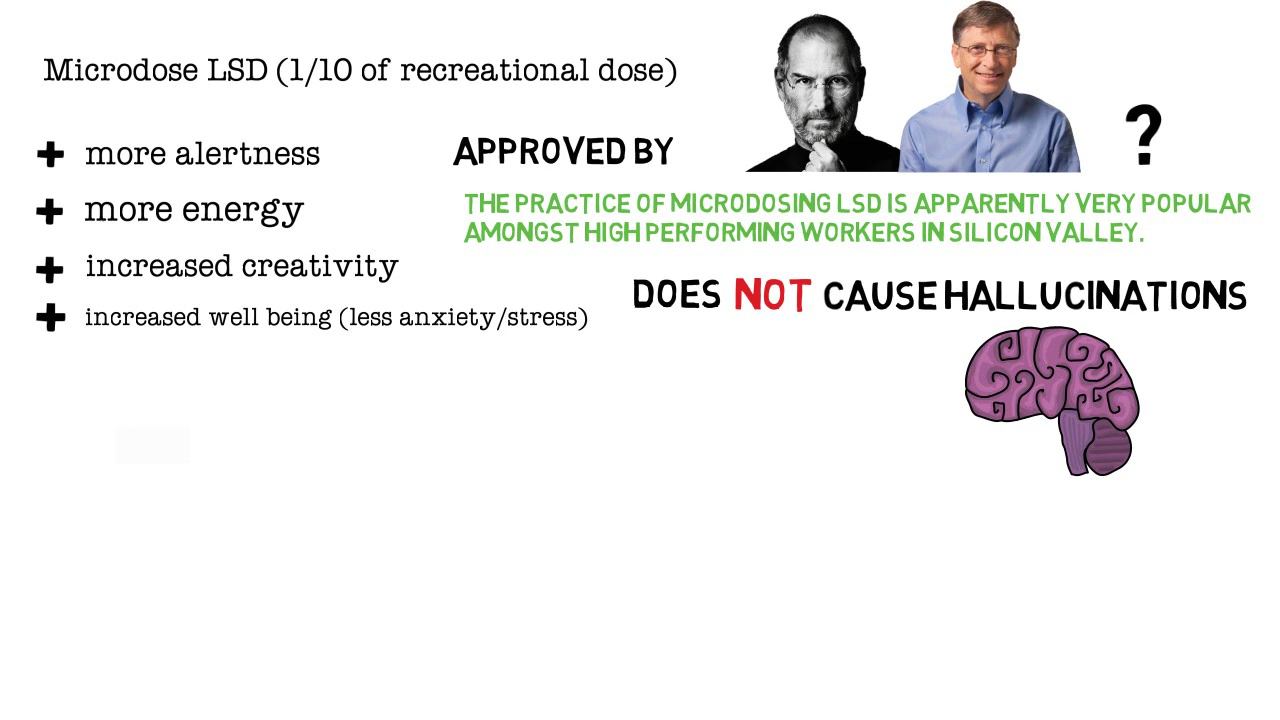 Microdose LSD (1/10 of recreational dose)
+ more alertness
+ more energy
+ increased creativity
+ increased well being (less anxiety/stress)
APPROVED BY ?
THE PRACTICE OF MICRODOSING LSD IS APPARENTLY VERY POPULAR
AMONGST HIGH PERFORMING WORKERS IN SILICON VALLEY.
DOES NOT CAUSE HALLUCINATIONS